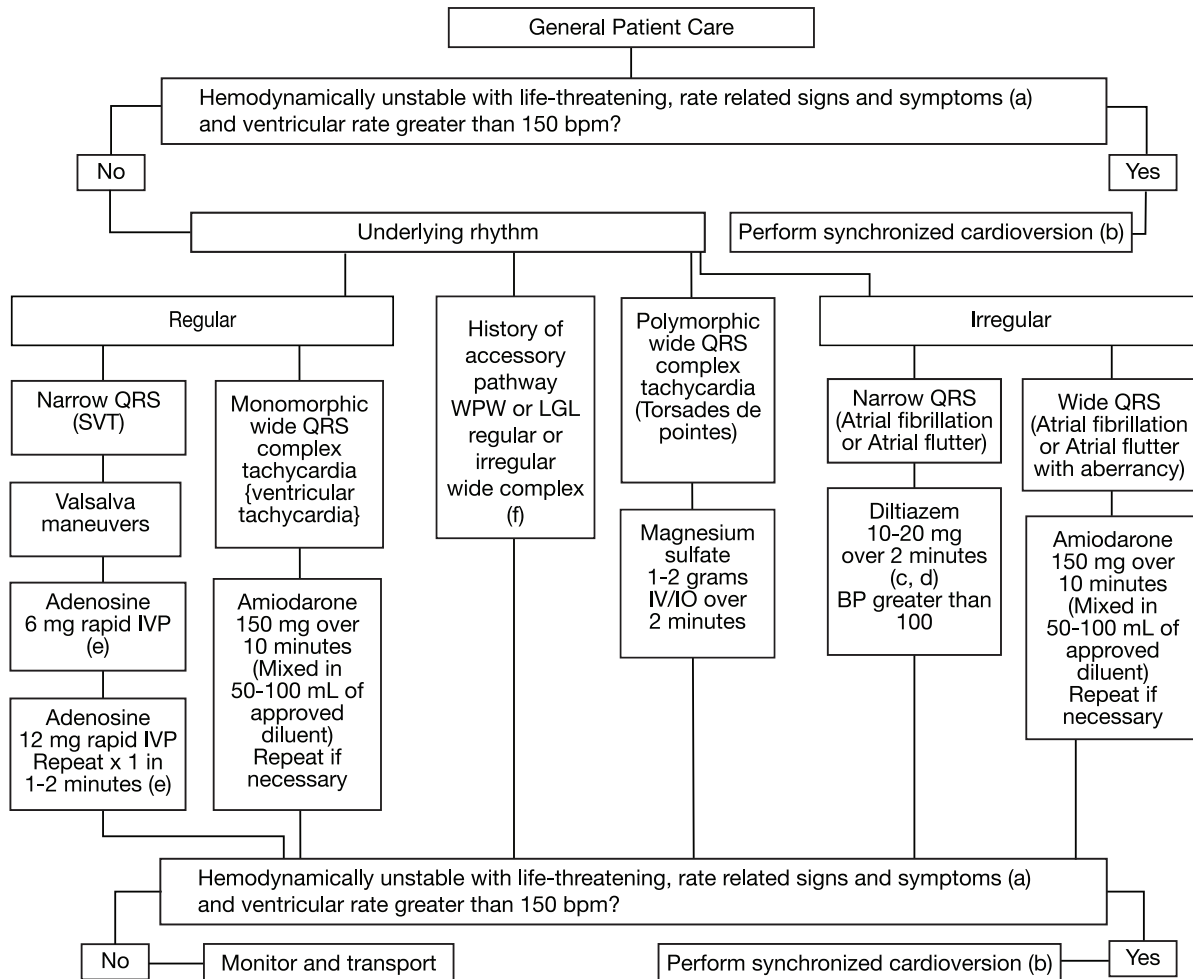 General Patient Care
Hemodynamically unstable with life-threatening, rate related signs and symptoms (a)
and ventricular rate greater than 150 bpm?
No
Yes
Underlying rhythm
Perform synchronized cardioversion (b)
Regular
Narrow QRS
(SVT)
Valsalva
maneuvers
Adenosine
6 mg rapid IVP
(e)
Adenosine
12 mg rapid IVP
Repeat x 1 in
1-2 minutes (e)
Monomorphic
wide QRS
complex
tachycardia
{ventricular
tachycardia}
Amiodarone
150 mg over
10 minutes
(Mixed in
50-100 mL of
approved
diluent)
Repeat if
necessary
History of
accessory
pathway
WPW or LGL
regular or
irregular
wide complex
(f)
Polymorphic
wide QRS
complex
tachycardia
(Torsades de
pointes)
Magnesium
sulfate
1-2 grams
IV/IO over
2 minutes
Irregular
Narrow QRS
(Atrial fibrillation
or Atrial flutter)
Diltiazem
10-20 mg
over 2 minutes
(c, d)
BP greater than
100
Wide QRS
(Atrial fibrillation
or Atrial flutter
with aberrancy)
Amiodarone
150 mg over
10 minutes
(Mixed in
50-100 mL of
approved
diluent)
Repeat if
necessary
Hemodynamically unstable with life-threatening, rate related signs and symptoms (a)
and ventricular rate greater than 150 bpm?
No
Monitor and transport
Perform synchronized cardioversion (b)
Yes